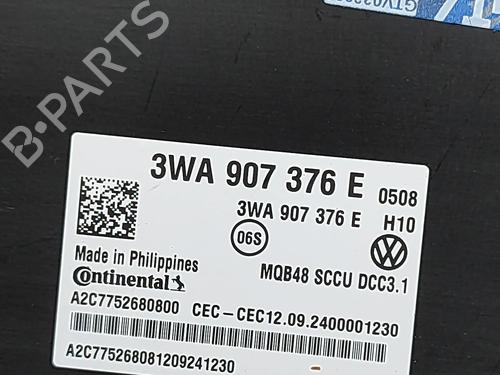 3WA 907 376 E 0508
3WA 907 376 E H10
06S
Made in Philippines
Continental
MQB48 SCCU DCC3.1
A2C7752680800 CEC-CEC12.09.2400001230
A2C775268081209241230
B-PARTS